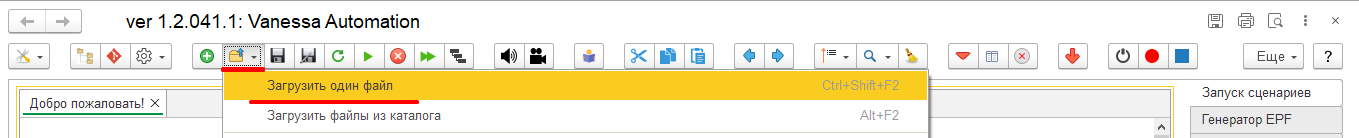 ver 1.2.041.1: Vanessa Automation
Еще
?
Загрузить один файл Ctrl+Shift+F2
Загрузить файлы из каталога Alt+F2
Добро пожаловать!
Запуск сценариев
Генератор EPF